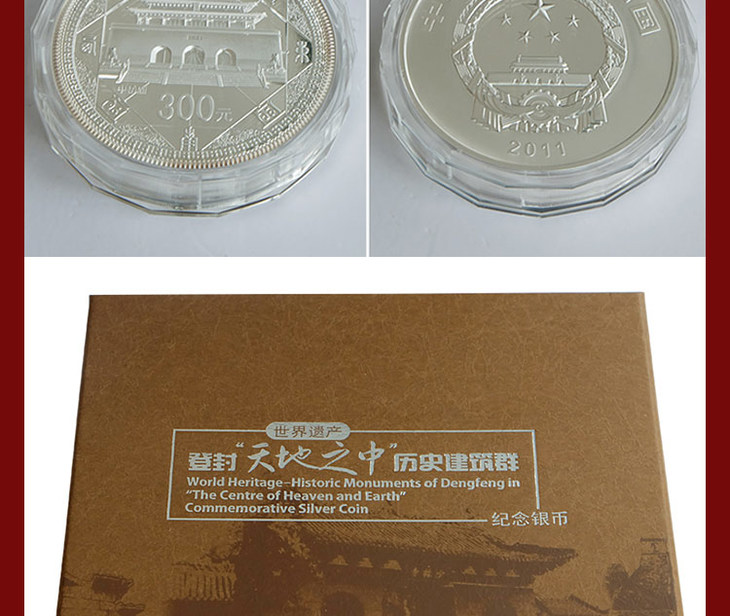 300元
2011
世界遗产
登封“天地之中”历史建筑群
World Heritage-Historic Monuments of Dengfeng in
“The Centre of Heaven and Earth”
Commemorative Silver Coin
纪念银币